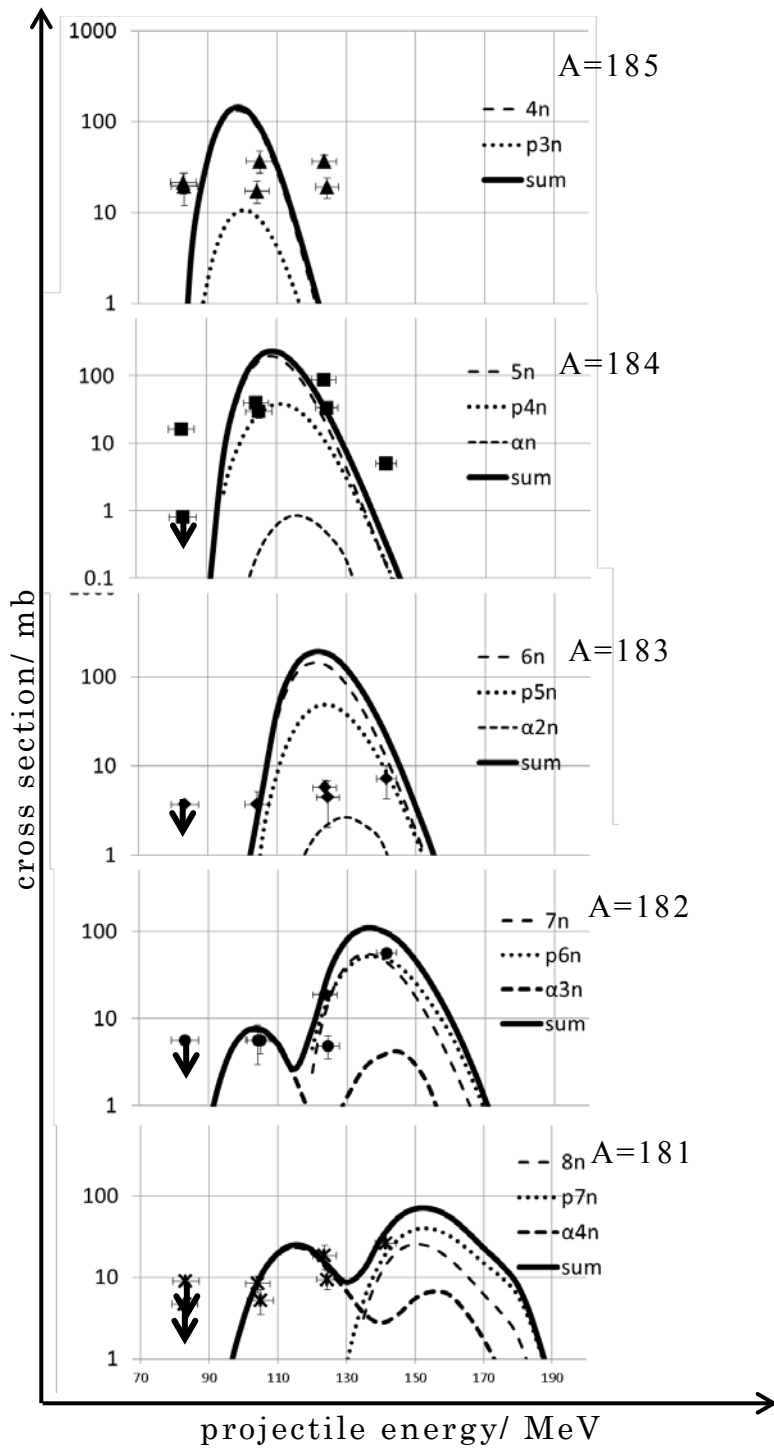 1000
A=185
100
4n
p3n
10
sum
1
A=184
100
5n
10
p4n
1
αn
sum
0.1
A=183
6n
100
p5n
10
α2n
sum
1
A=182
7n
100
p6n
10
α3n
sum
1
A=181
8n
100
p7n
α4n
10
sum
1
70 90 110 130 150 170 190
cross section/ mb
projectile energy/ MeV